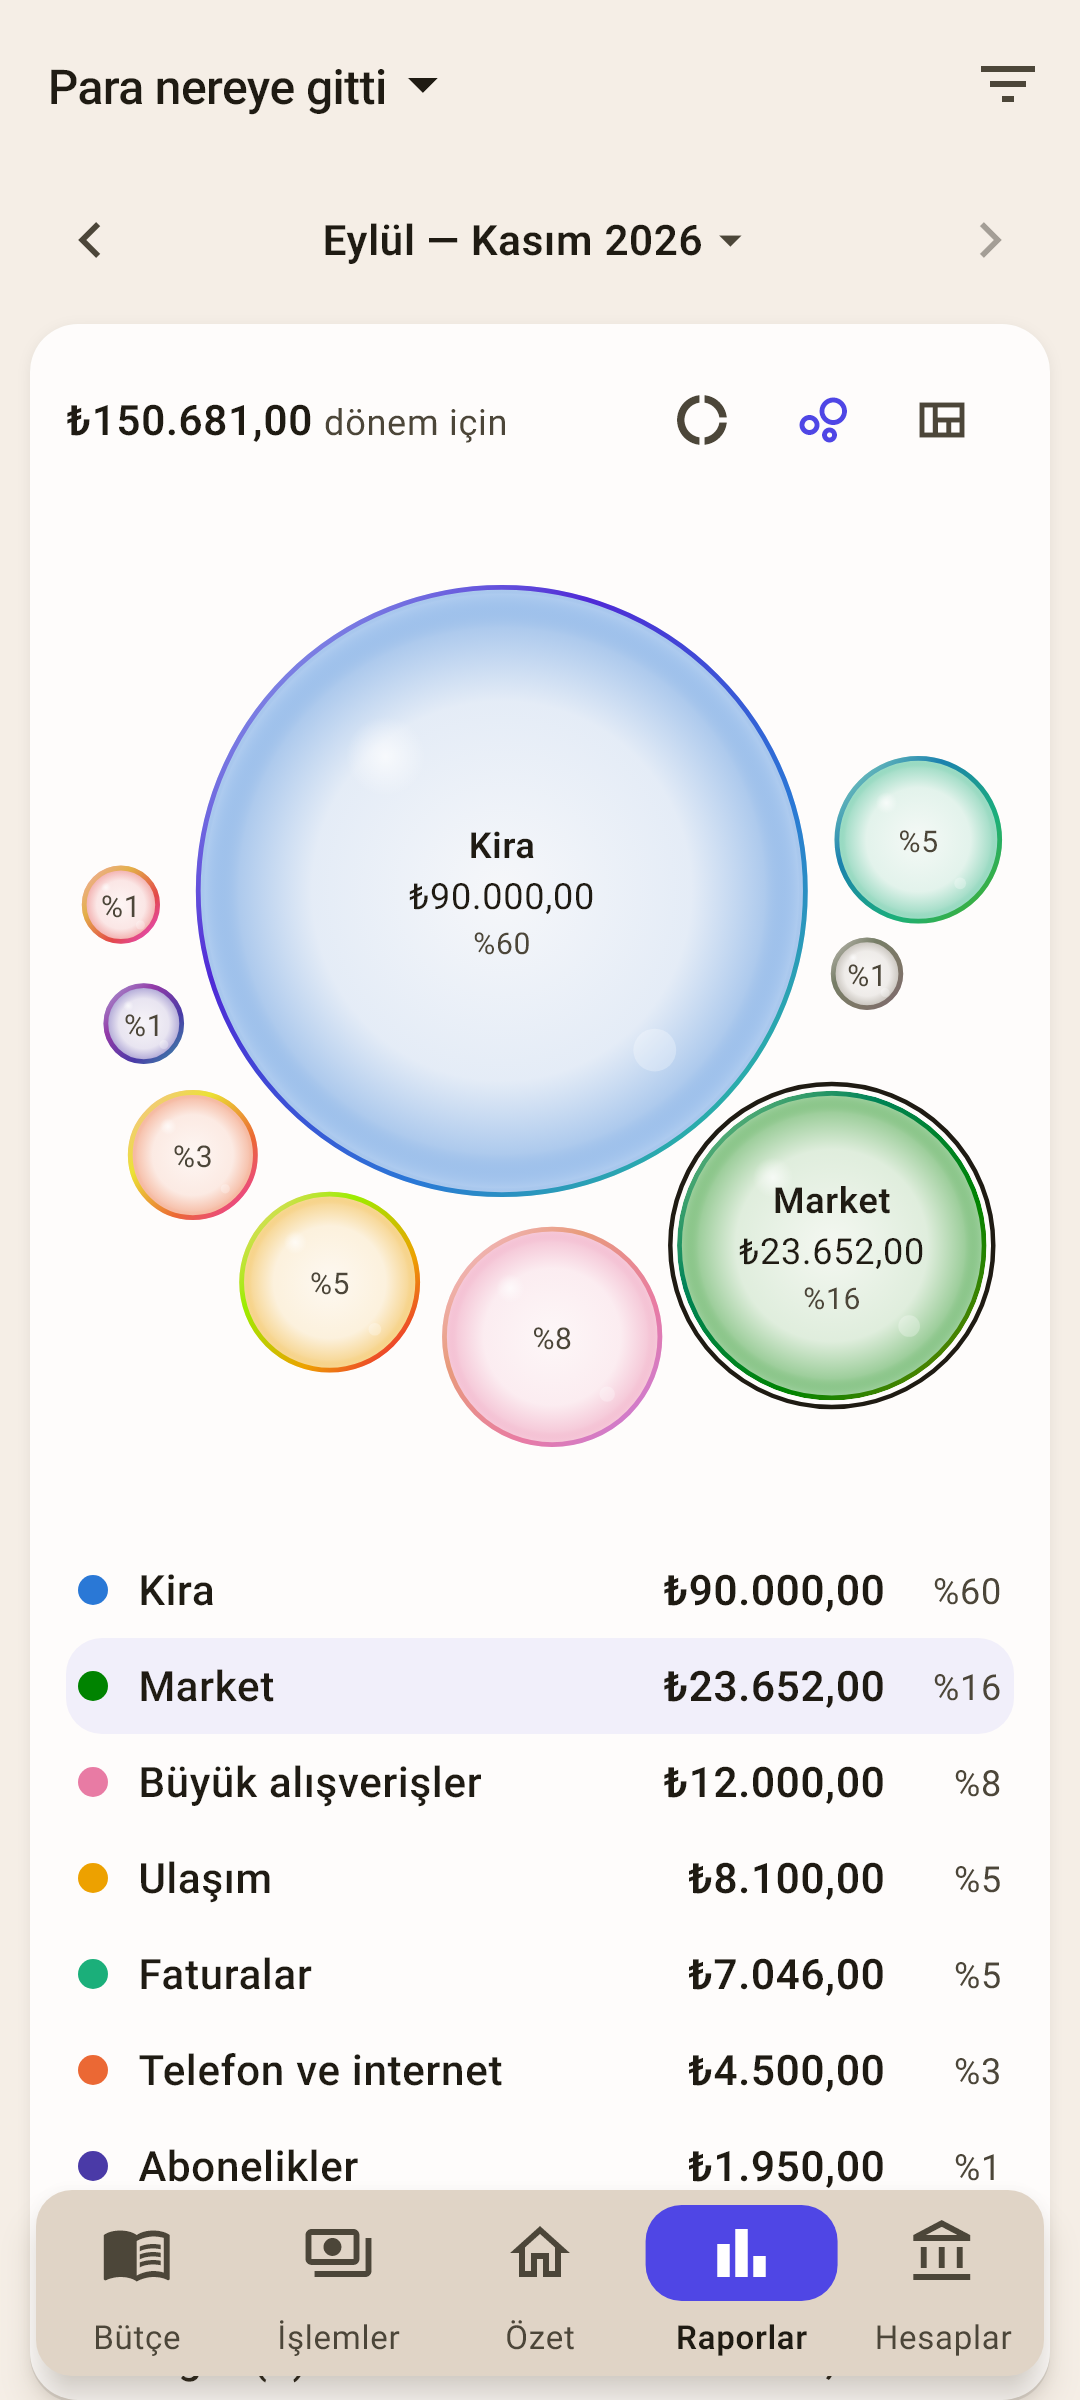 Para nereye gitti
Eylül — Kasım 2026
₺150.681,00 dönem için
Kira
₺90.000,00
%60
%5
%1
%1
%1
%3
%5
%8
Market
₺23.652,00
%16
Kira ₺90.000,00 %60
Market ₺23.652,00 %16
Büyük alışverişler ₺12.000,00 %8
Ulaşım ₺8.100,00 %5
Faturalar ₺7.046,00 %5
Telefon ve internet ₺4.500,00 %3
Abonelikler ₺1.950,00 %1
Bütçe İşlemler Özet Raporlar Hesaplar